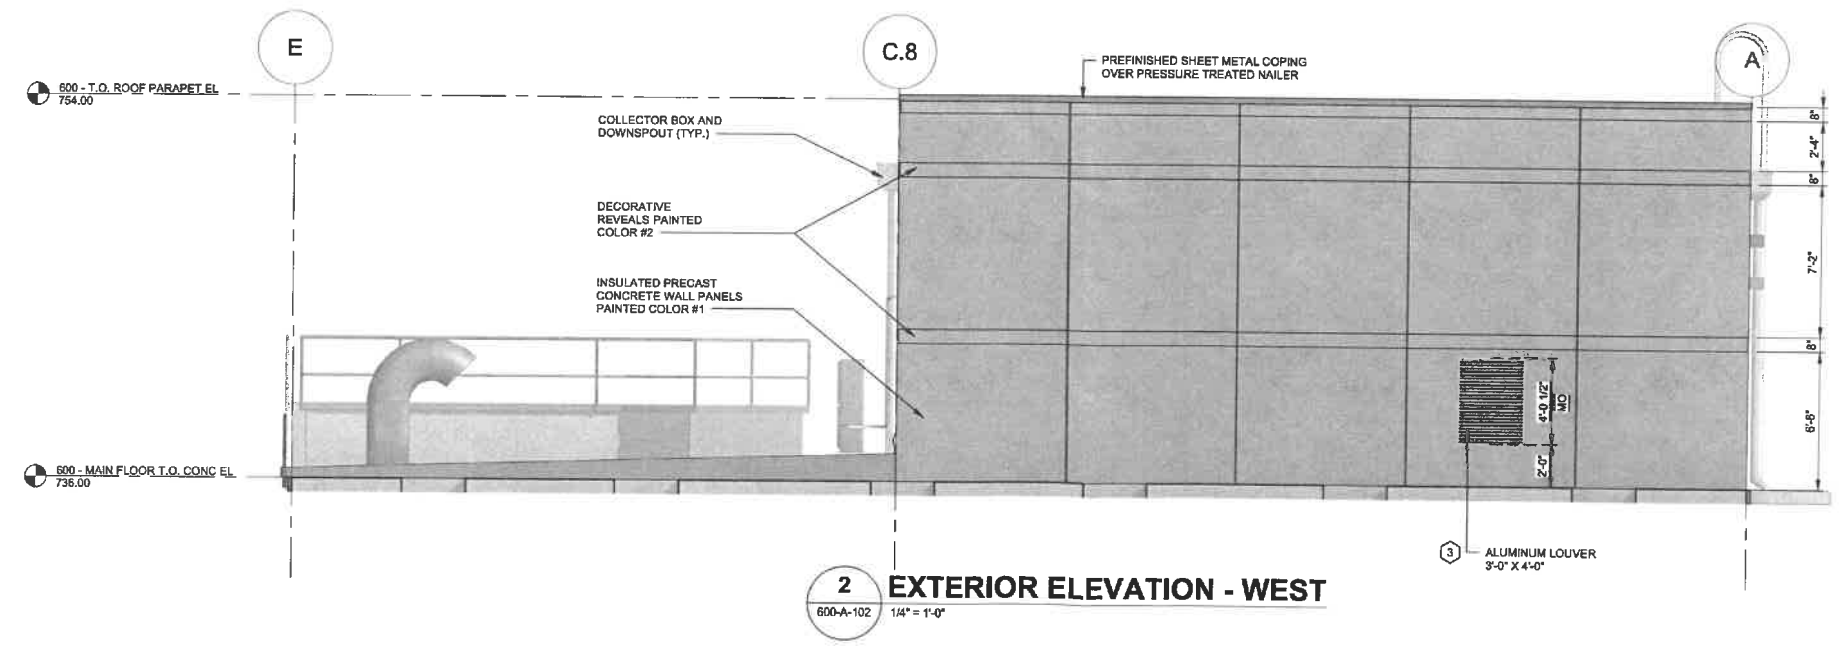 E
C.8
A
600 - T.O. ROOF PARAPET EL
754.00
PREFINISHED SHEET METAL COPING
OVER PRESSURE TREATED NAILER
COLLECTOR BOX AND
DOWNSPOUT (TYP.)
DECORATIVE
REVEALS PAINTED
COLOR #2
INSULATED PRECAST
CONCRETE WALL PANELS
PAINTED COLOR #1
8"
2'-4"
8"
7'-2"
8"
6'-8"
4'-0 1/2"
MO
2'-0"
600 - MAIN FLOOR T.O. CONC EL
736.00
3
ALUMINUM LOUVER
3'-0" X 4'-0"
2
EXTERIOR ELEVATION - WEST
600-A-102
1/4" = 1'-0"